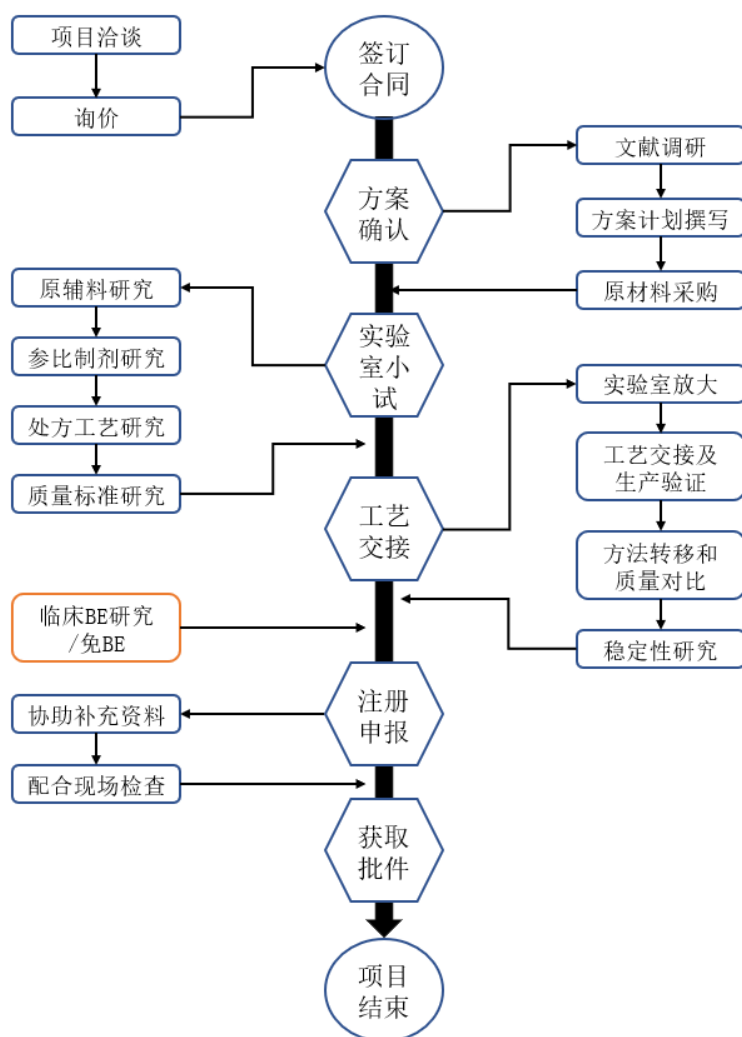 项目洽谈
询价
签订
合同
方案
确认
文献调研
方案计划撰写
原材料采购
原辅料研究
参比制剂研究
处方工艺研究
质量标准研究
实验
室小
试
实验室放大
工艺交接及
生产验证
方法转移和
质量对比
稳定性研究
工艺
交接
临床BE研究
/免BE
注册
申报
协助补充资料
配合现场检查
获取
批件
项目
结束